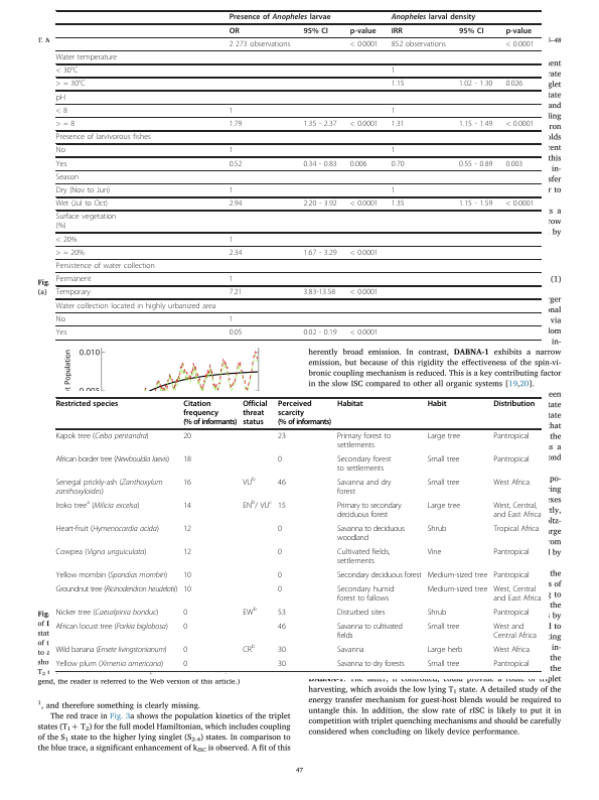 Presence of Anopheles larvae Anopheles larval density
OR 95% CI p-value IRR 95% CI p-value
2 273 observations < 0.0001 852 observations < 0.0001
Water temperature
< 30°C 1
> = 30°C 1.15 1.02 - 1.30 0.026
pH
< 8 1 1
> = 8 1.79 1.35 - 2.37 < 0.0001 1.31 1.15 - 1.49 < 0.0001
Presence of larvivorous fishes
No 1 1
Yes 0.52 0.34 - 0.83 0.006 0.70 0.55 - 0.89 0.003
Season
Dry (Nov to Jun) 1 1
Wet (Jul to Oct) 2.94 2.20 - 3.92 < 0.0001 1.35 1.15 - 1.59 < 0.0001
Surface vegetation
(%)
< 20% 1
> = 20% 2.34 1.67 - 3.29 < 0.0001
Persistence of water collection
Permanent 1
Temporary 7.21 3.83-13.58 < 0.0001
Water collection located in highly urbanized area
No 1
Yes 0.05 0.02 - 0.19 < 0.0001
Fig.
(a)
(1)
0.010
Population
herently broad emission. In contrast, DABNA-1 exhibits a narrow
emission, but because of this rigidity the effectiveness of the spin-vi-
bronic coupling mechanism is reduced. This is a key contributing factor
in the slow ISC compared to other all organic systems [19,20].
Restricted species Citation frequency (% of informants) Official threat status Perceived scarcity (% of informants) Habitat Habit Distribution
Kapok tree (Ceiba pentandra) 20 23 Primary forest to settlements Large tree Pantropical
African border tree (Newbouldia laevis) 18 0 Secondary forest to settlements Small tree Pantropical
Senegal prickly-ash (Zanthoxylum zanthoxyloides) 16 VUb 46 Savanna and dry forest Small tree West Africa
Iroko treea (Milicia excelsa) 14 ENb/ VUc 15 Primary to secondary deciduous forest Large tree West, Central, and East Africa
Heart-fruit (Hymenocardia acida) 12 0 Savanna to deciduous woodland Shrub Tropical Africa
Cowpea (Vigna unguiculata) 12 0 Cultivated fields, settlements Vine Pantropical
Yellow mombin (Spondias mombin) 10 0 Secondary deciduous forest Medium-sized tree Pantropical
Groundnut tree (Ricinodendron heudelotii) 10 0 Secondary humid forest to fallows Medium-sized tree West, Central and East Africa
Nicker tree (Caesalpinia bonduc) 0 EWb 53 Disturbed sites Shrub Pantropical
African locust tree (Parkia biglobosa) 0 46 Savanna to cultivated fields Small tree West and Central Africa
Wild banana (Ensete livingstonianum) 0 CRb 30 Savanna Large herb West Africa
Yellow plum (Ximenia americana) 0 30 Savanna to dry forests Small tree Pantropical
Fig.
gend, the reader is referred to the Web version of this article.)
1, and therefore something is clearly missing.
The red trace in Fig. 3a shows the population kinetics of the triplet
states (T1 + T2) for the full model Hamiltonian, which includes coupling
of the S1 state to the higher lying singlet (S2-6) states. In comparison to
the blue trace, a significant enhancement of kISC is observed. A fit of this
harvesting, which avoids the low lying T1 state. A detailed study of the
energy transfer mechanism for guest-host blends would be required to
untangle this. In addition, the slow rate of rISC is likely to put it in
competition with triplet quenching mechanisms and should be carefully
considered when concluding on likely device performance.
47